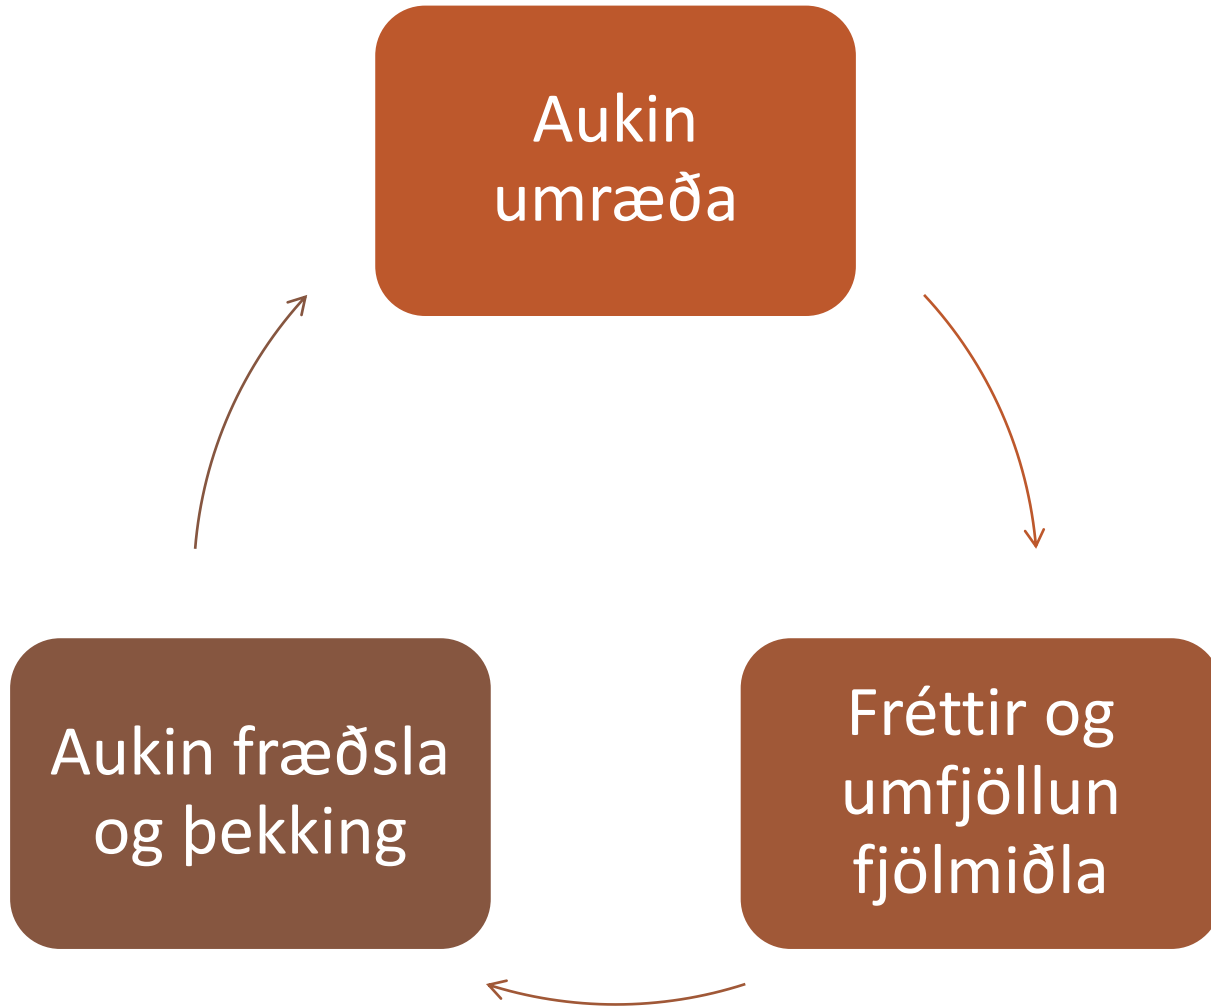 Aukin
umræða
Fréttir og
umfjöllun
fjölmiðla
Aukin fræðsla
og þekking